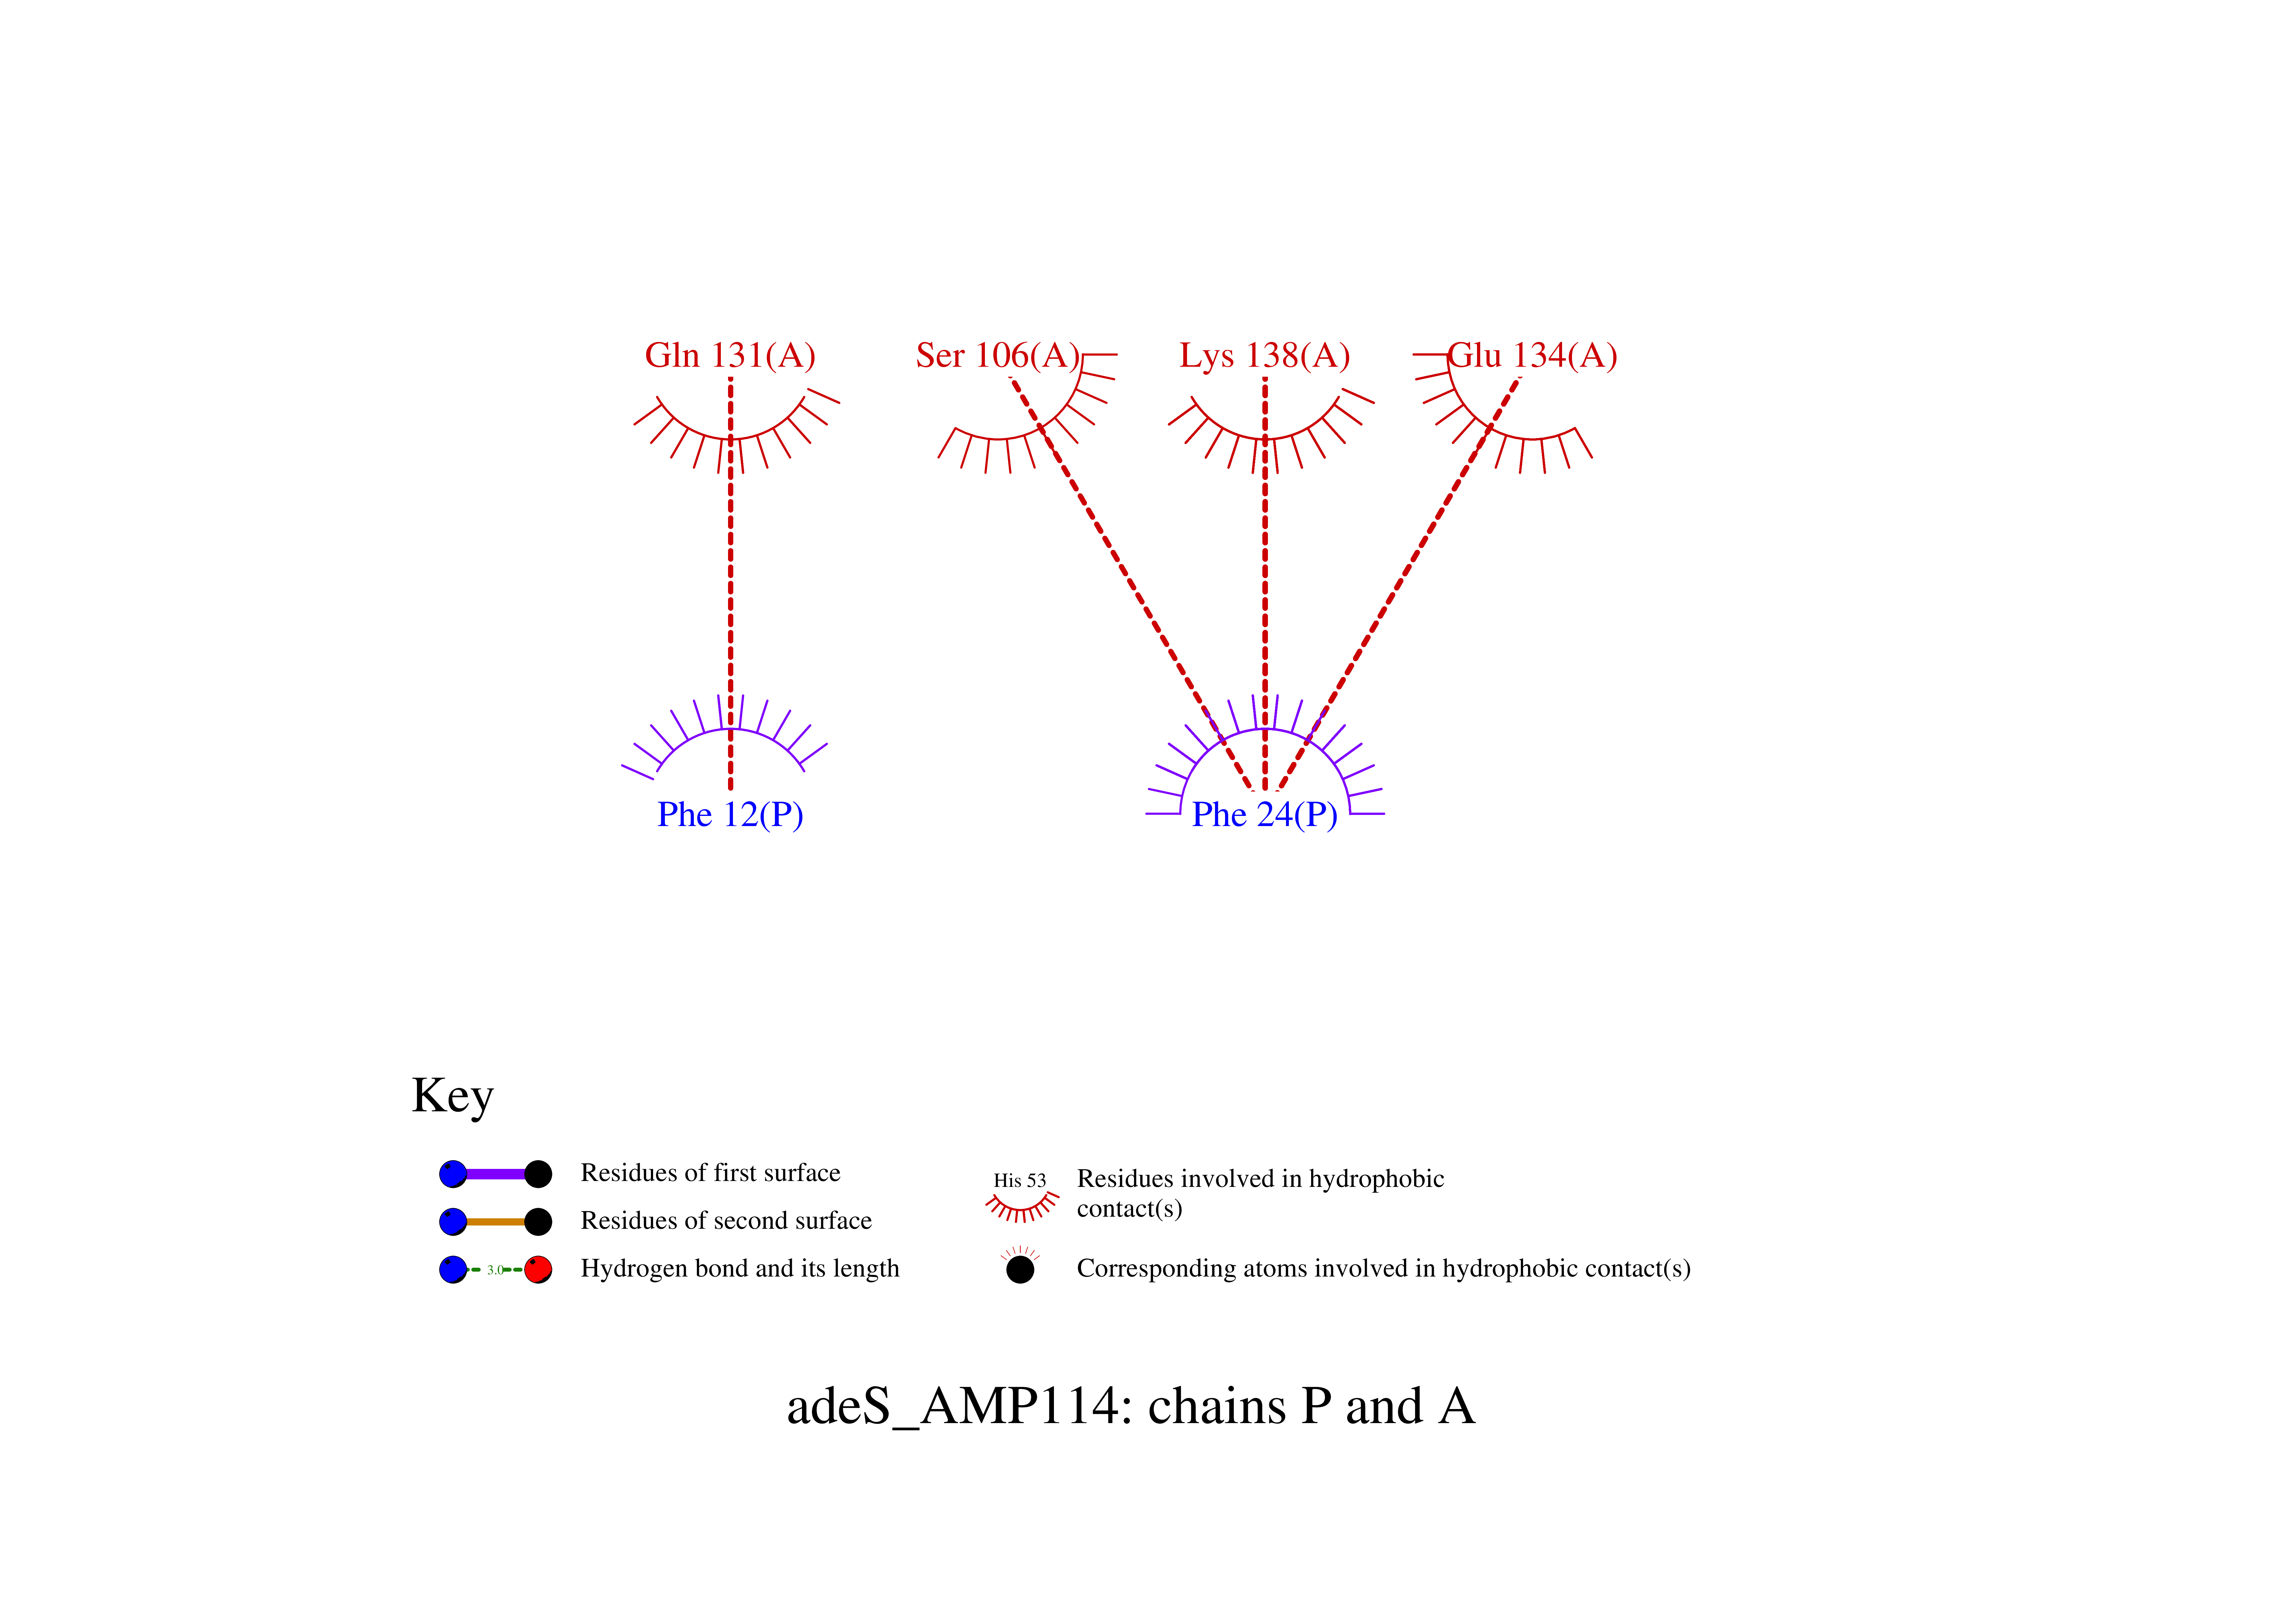 Gln 131(A) Ser 106(A) Lys 138(A) Glu 134(A)
Phe 12(P) Phe 24(P)
Key
Residues of first surface
Residues of second surface
3.0 Hydrogen bond and its length
His 53 Residues involved in hydrophobic
contact(s)
Corresponding atoms involved in hydrophobic contact(s)
adeS_AMP114: chains P and A